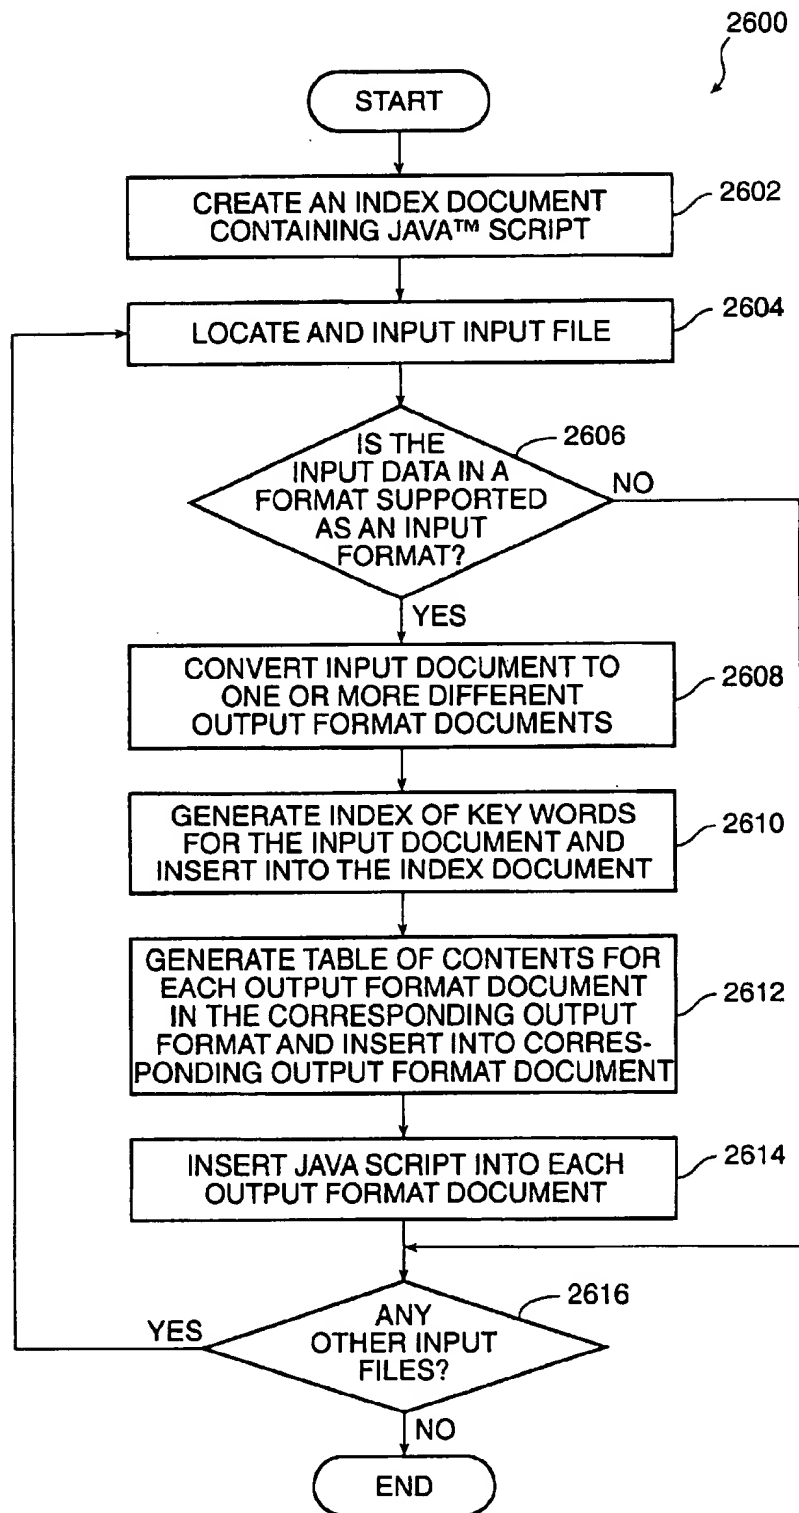 2600
START
CREATE AN INDEX DOCUMENT
CONTAINING JAVA™ SCRIPT
2602
LOCATE AND INPUT INPUT FILE
2604
IS THE
INPUT DATA IN A
FORMAT SUPPORTED
AS AN INPUT
FORMAT?
2606
NO
YES
CONVERT INPUT DOCUMENT TO
ONE OR MORE DIFFERENT
OUTPUT FORMAT DOCUMENTS
2608
GENERATE INDEX OF KEY WORDS
FOR THE INPUT DOCUMENT AND
INSERT INTO THE INDEX DOCUMENT
2610
GENERATE TABLE OF CONTENTS FOR
EACH OUTPUT FORMAT DOCUMENT
IN THE CORRESPONDING OUTPUT
FORMAT AND INSERT INTO CORRES-
PONDING OUTPUT FORMAT DOCUMENT
2612
INSERT JAVA SCRIPT INTO EACH
OUTPUT FORMAT DOCUMENT
2614
ANY
OTHER INPUT
FILES?
2616
YES
NO
END